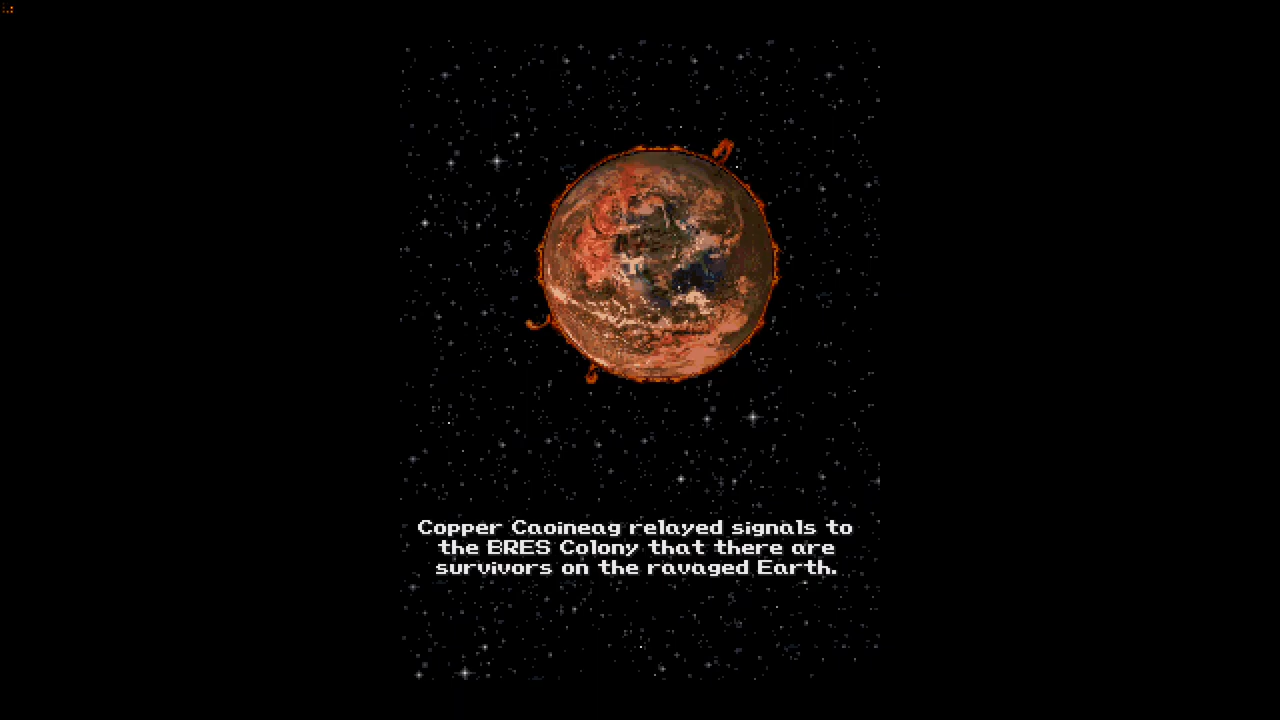 Copper Caoineag relayed signals to
the BRES Colony that there are
survivors on the ravaged Earth.